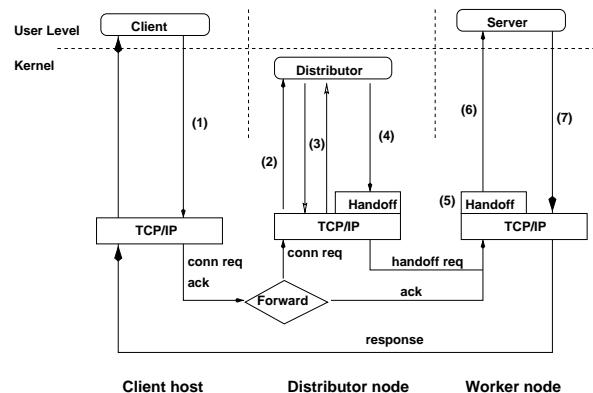 Client
Server
User Level
Kernel
Distributor
(1)
(2)
(3)
(4)
(6)
(7)
(5)
Handoff
Handoff
TCP/IP
TCP/IP
TCP/IP
conn req
ack
conn req
handoff req
Forward
ack
response
Client host
Distributor node
Worker node